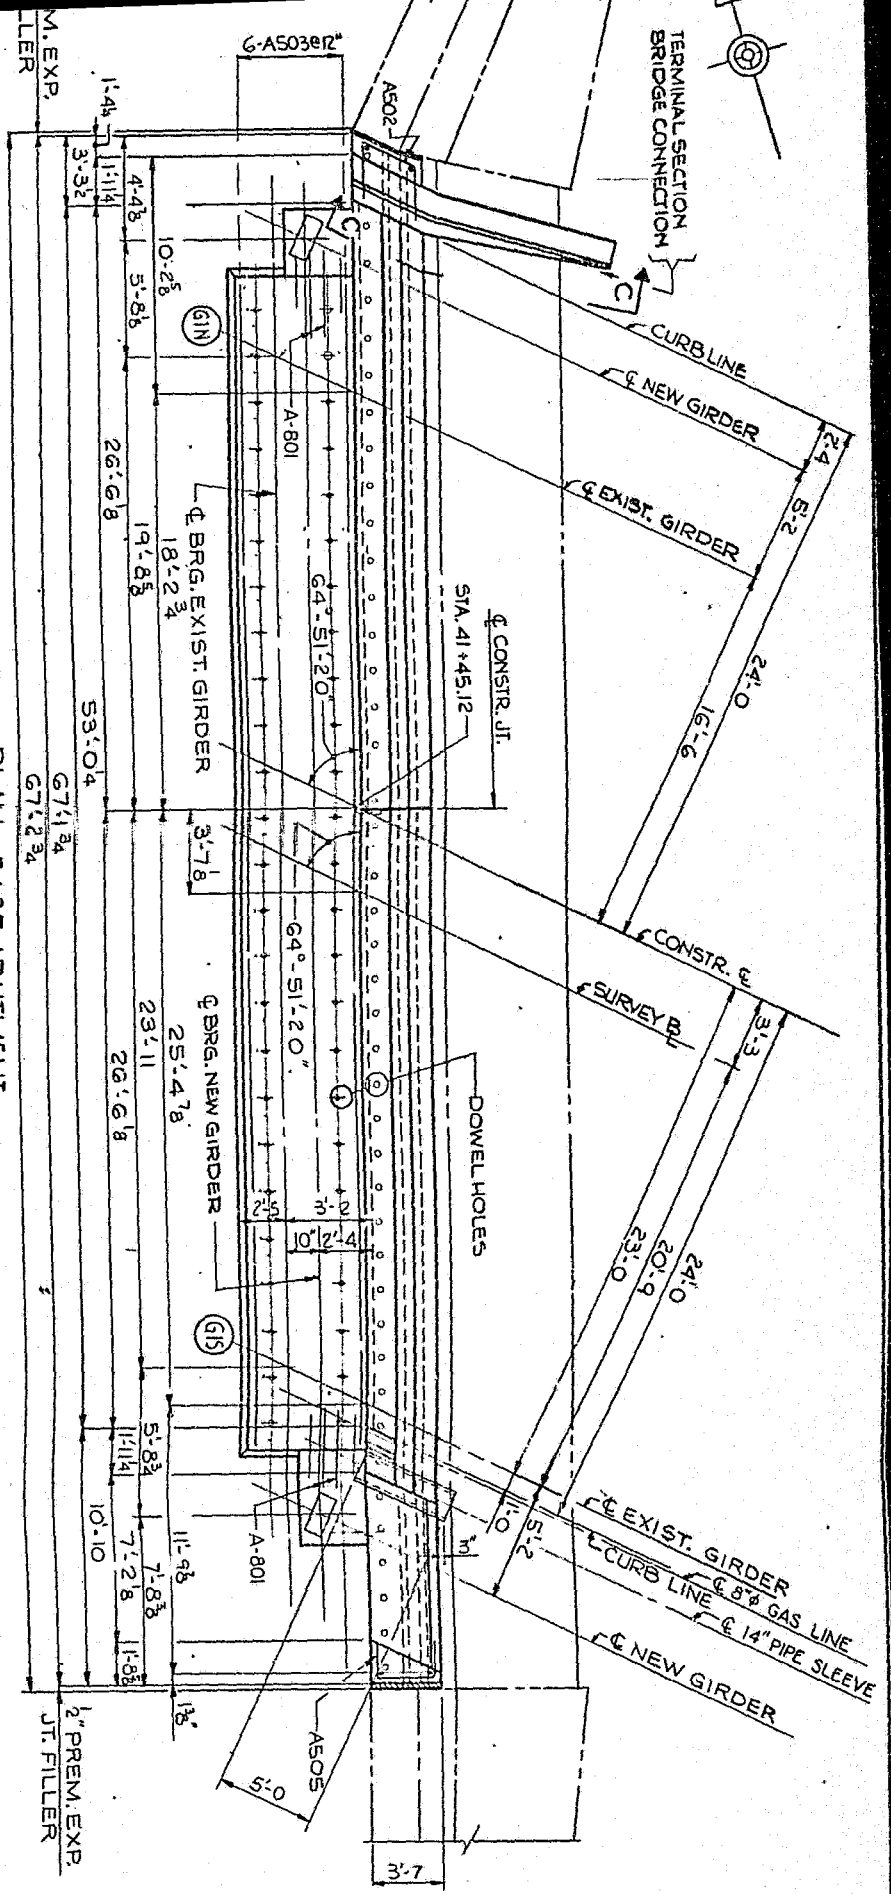 TERMINAL SECTION
BRIDGE CONNECTION
C
C
CURB LINE
℄ NEW GIRDER
℄ EXIST. GIRDER
2'-4
5'-2
24'-0
16'-6
℄ CONSTR. JT.
STA. 41+45.12
CONSTR. ℄
SURVEY B
L
3'-3
24'-0
20'-9
23'-0
1'-0
5'-2
℄ EXIST. GIRDER
CURB LINE
℄ 8"φ GAS LINE
℄ 14" PIPE SLEEVE
℄ NEW GIRDER
6-A503@12"
A502
G1N
A-801
℄ BRG. EXIST. GIRDER
64°-51'-20"
64°-51'-20"
DOWEL HOLES
℄ BRG. NEW GIRDER
2'-5
3'-2
10"
2'-4
G1S
A-801
3"
A505
5'-0
3'-7
M. EXP.
LLER
1'-4¼
3'-3½
1'-11¼
4'-4⅞
10'-2⅝
5'-8⅛
26'-6⅛
19'-8⅝
18'-2¾
3'-7⅛
53'-0¼
67'-1¾
67'-2¾
25'-4⅞
23'-11
26'-6⅛
5'-8¾
1'-11¼
10'-10
7'-2⅛
7'-8⅜
11'-9⅜
1'-8⅝
1⅜"
½" PREM. EXP.
JT. FILLER